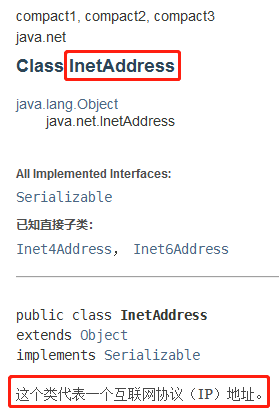 compact1, compact2, compact3
java.net
Class InetAddress
java.lang.Object
java.net.InetAddress
All Implemented Interfaces:
Serializable
已知直接子类：
Inet4Address， Inet6Address
public class InetAddress
extends Object
implements Serializable
这个类代表一个互联网协议（IP）地址。